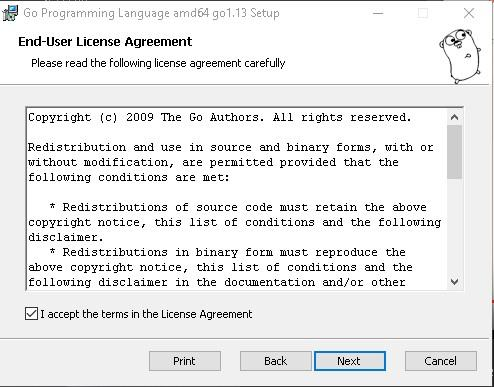 Go Programming Language amd64 go1.13 Setup
End-User License Agreement
Please read the following license agreement carefully
Copyright (c) 2009 The Go Authors. All rights reserved.
Redistribution and use in source and binary forms, with or
without modification, are permitted provided that the
following conditions are met:
* Redistributions of source code must retain the above
copyright notice, this list of conditions and the following
disclaimer.
* Redistributions in binary form must reproduce the
above copyright notice, this list of conditions and the
following disclaimer in the documentation and/or other
I accept the terms in the License Agreement
Print Back Next Cancel